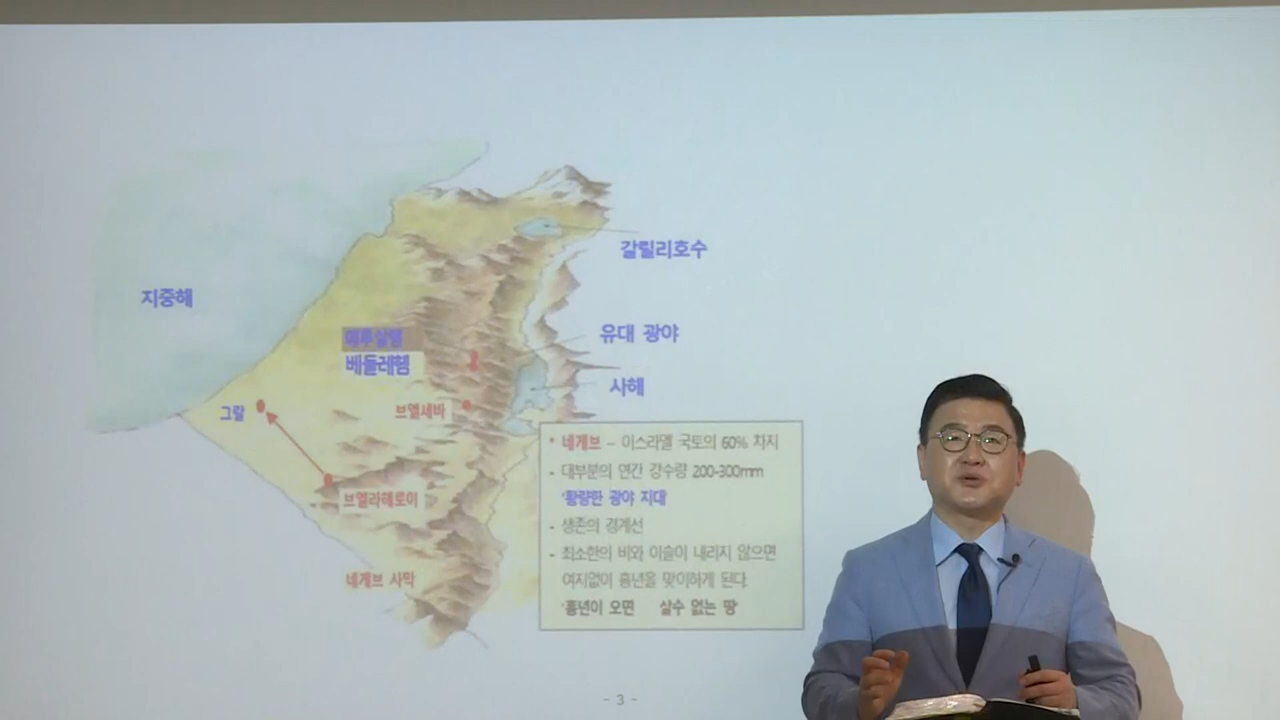 갈릴리호수
지중해
유대 광야
예루살렘
베들레헴
사해
그랄
브엘세바
* 네게브 – 이스라엘 국토의 60% 차지
- 대부분의 연간 강수량 200-300mm
'황량한 광야 지대'
- 생존의 경계선
- 최소한의 비와 이슬이 내리지 않으면
여지없이 흉년을 맞이하게 된다.
'흉년이 오면 살수 없는 땅'
브엘라해로이
네게브 사막
- 3 -